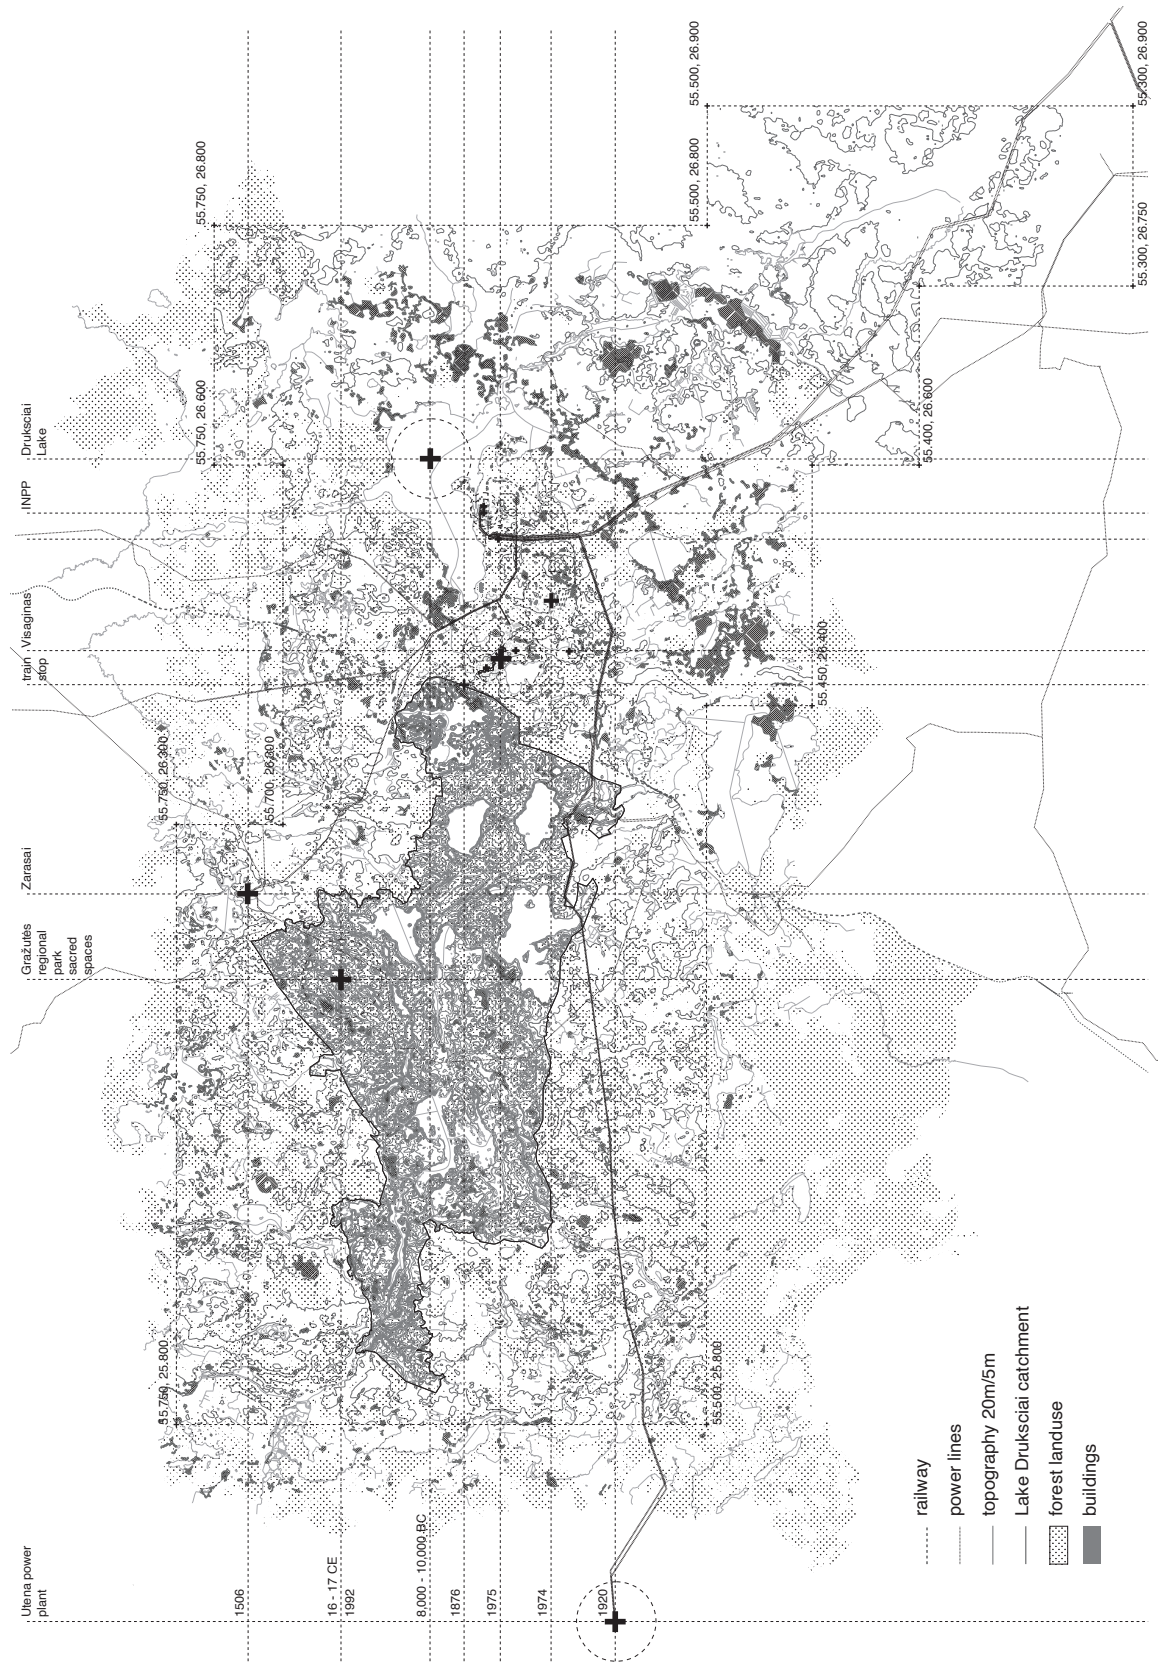 Utena power
plant
Gražutės
regional
park
sacred
spaces
Zarasai
train
stop
Visaginas
INPP
Druksciai
Lake
1506
16 - 17 CE
1992
8,000 - 10,000 BC
1876
1975
1974
1920
55.750, 25.800
55.500, 25.800
55.750, 26.300
55.700, 26.300
55.450, 26.400
55.750, 26.600
55.400, 26.600
55.750, 26.800
55.500, 26.800
55.300, 26.750
55.500, 26.900
55.300, 26.900
railway
power lines
topography 20m/5m
Lake Druksciai catchment
forest landuse
buildings